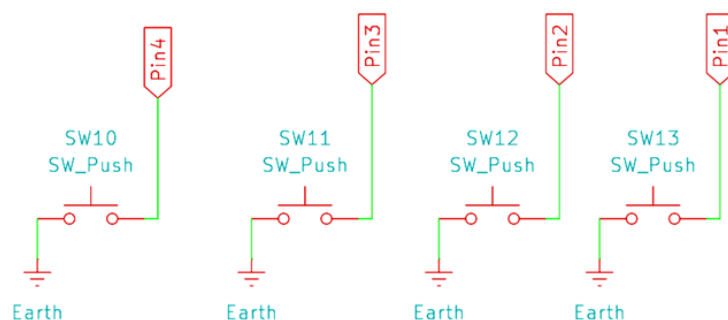 Pin4
Pin3
Pin2
Pin1
SW10
SW_Push
SW11
SW_Push
SW12
SW_Push
SW13
SW_Push
Earth
Earth
Earth
Earth